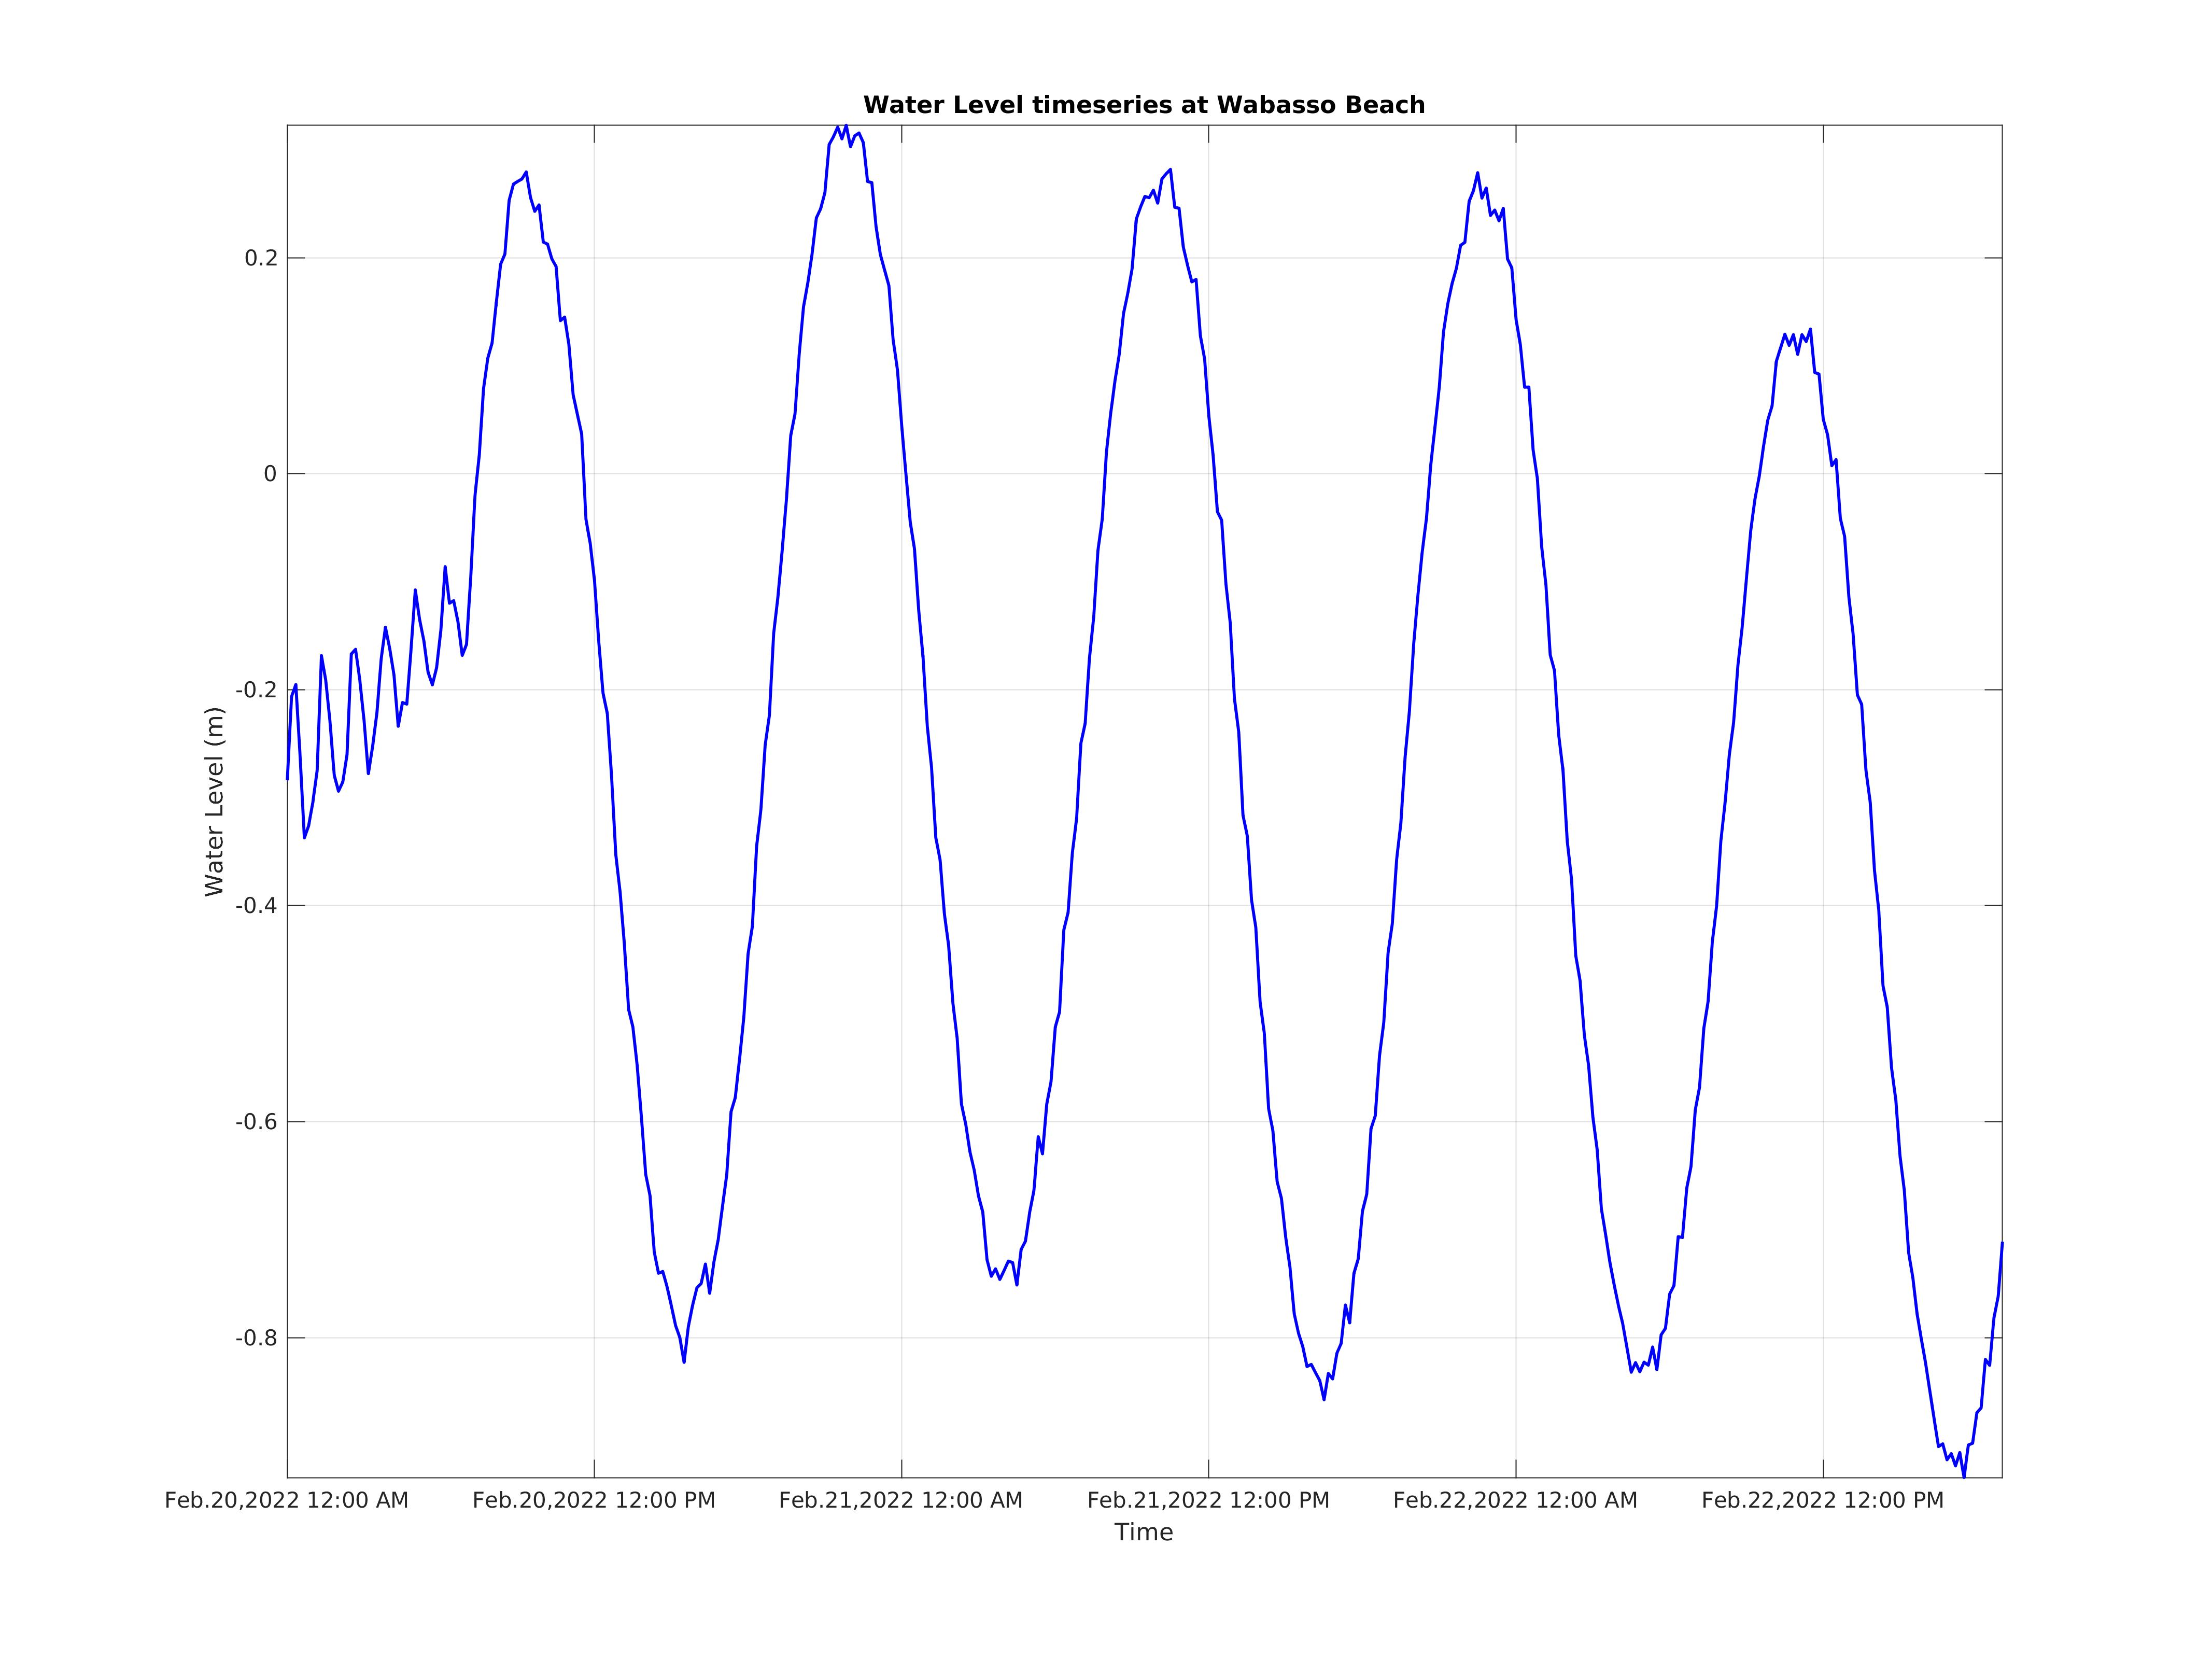 Water Level timeseries at Wabasso Beach
0.2
0
-0.2
-0.4
-0.6
-0.8
Water Level (m)
Feb.20,2022 12:00 AM
Feb.20,2022 12:00 PM
Feb.21,2022 12:00 AM
Feb.21,2022 12:00 PM
Feb.22,2022 12:00 AM
Feb.22,2022 12:00 PM
Time